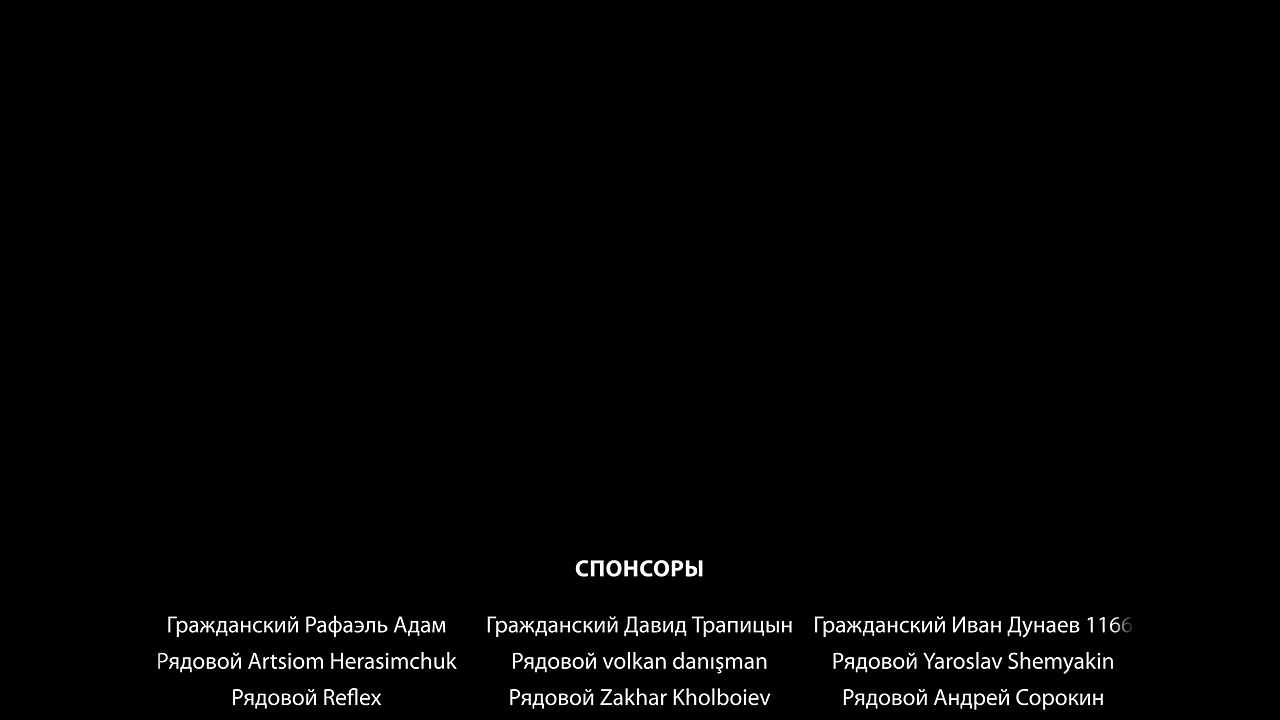 СПОНСОРЫ
Гражданский Рафаэль Адам Гражданский Давид Трапицын Гражданский Иван Дунаев 1166
Рядовой Artsiom Herasimchuk Рядовой volkan danışman Рядовой Yaroslav Shemyakin
Рядовой Reflex Рядовой Zakhar Kholboiev Рядовой Андрей Сорокин